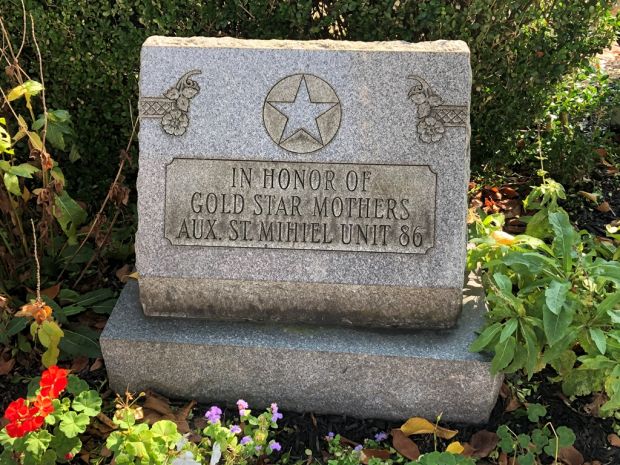 IN HONOR OF
GOLD STAR MOTHERS
AUX. ST. MIHIEL UNIT 86